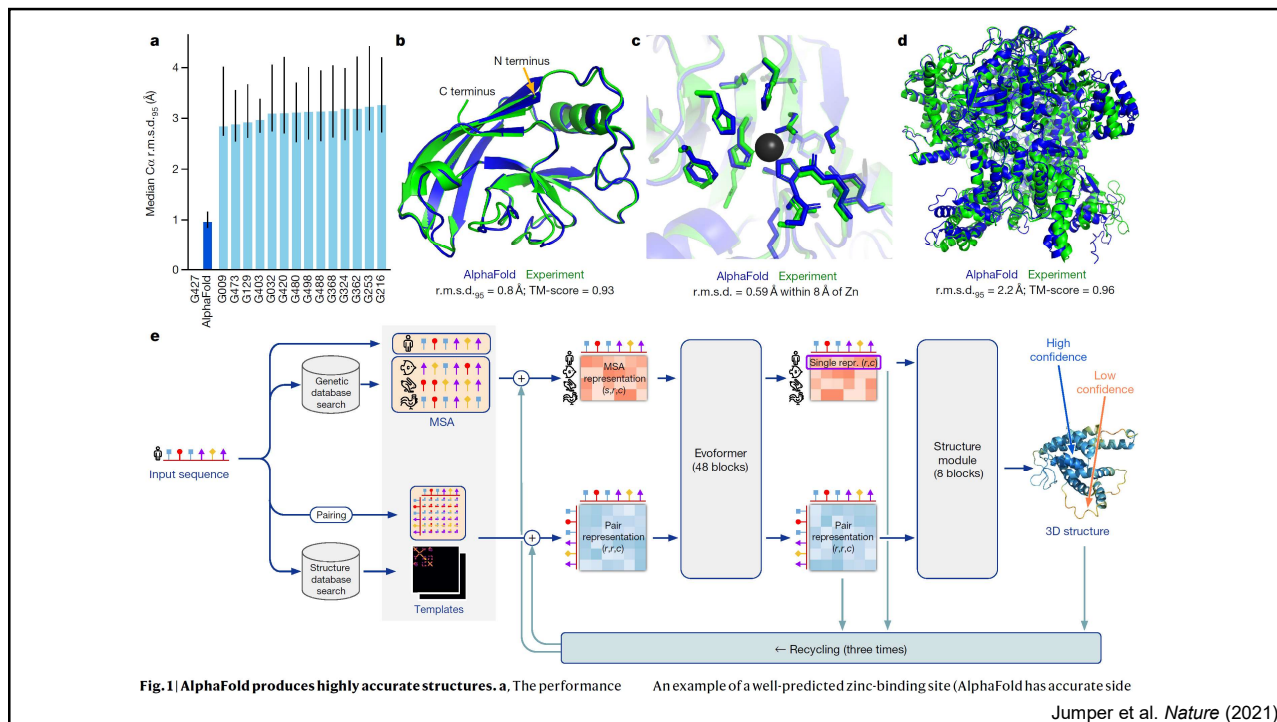 a
Median Cα r.m.s.d.95 (Å)
4
3
2
1
0
G427
AlphaFold
G009
G473
G129
G403
G032
G420
G480
G498
G488
G368
G324
G362
G253
G216
b
N terminus
C terminus
AlphaFold Experiment
r.m.s.d.95 = 0.8 Å; TM-score = 0.93
c
AlphaFold Experiment
r.m.s.d. = 0.59 Å within 8 Å of Zn
d
AlphaFold Experiment
r.m.s.d.95 = 2.2 Å; TM-score = 0.96
e
Input sequence
Genetic
database
search
MSA
Pairing
Structure
database
search
Templates
+
+
MSA
representation
(s,r,c)
Pair
representation
(r,r,c)
Evoformer
(48 blocks)
Single repr. (r,c)
Pair
representation
(r,r,c)
Structure
module
(8 blocks)
High
confidence
Low
confidence
3D structure
← Recycling (three times)
Fig. 1 | AlphaFold produces highly accurate structures. a, The performance
An example of a well-predicted zinc-binding site (AlphaFold has accurate side
Jumper et al. Nature (2021)